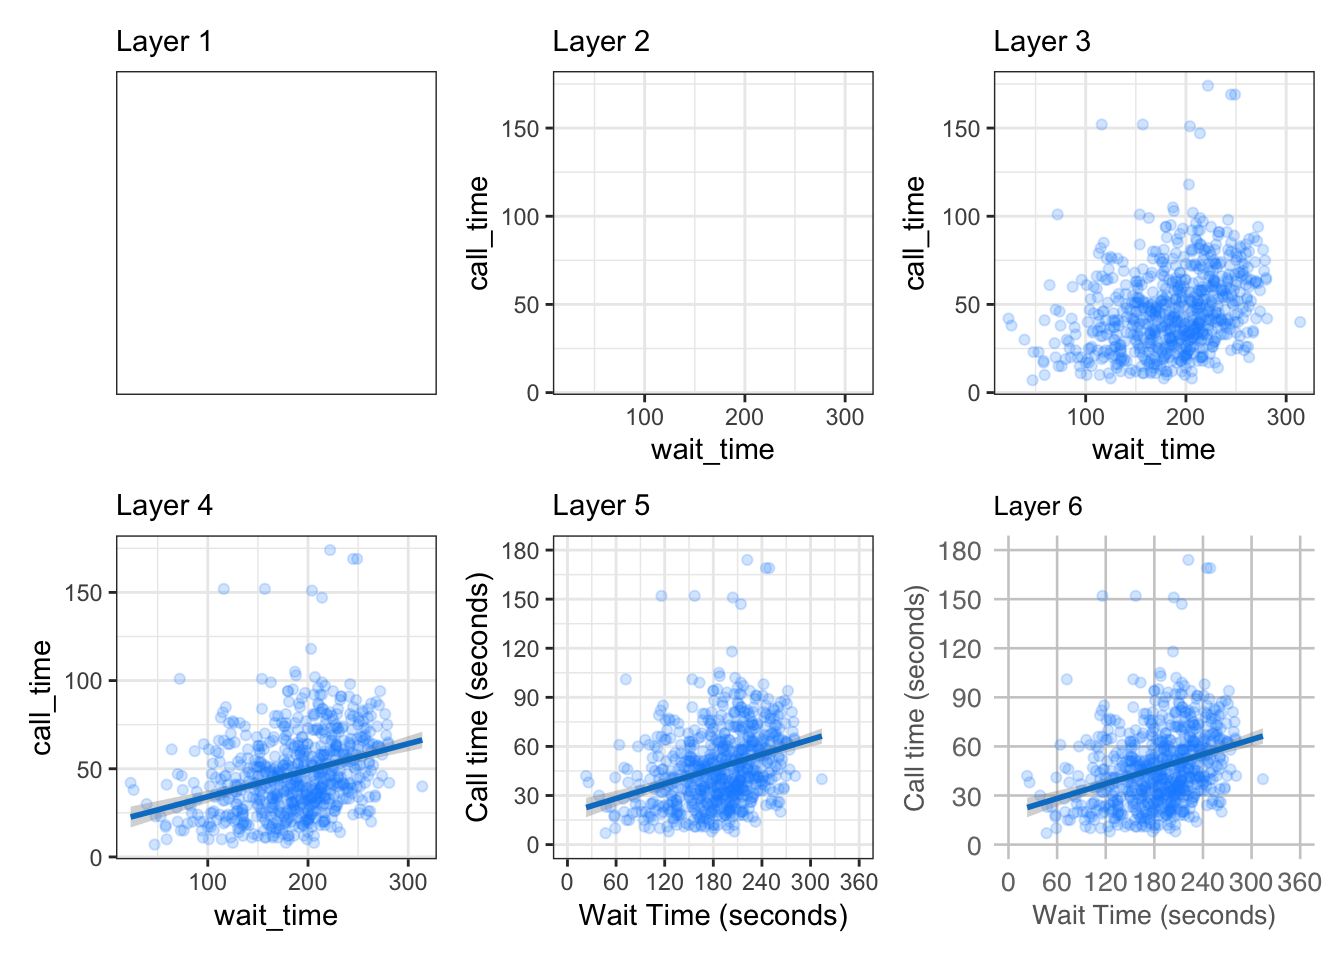 Layer 1
Layer 2
150
100
50
0
call_time
100 200 300
wait_time
Layer 3
150
100
50
0
call_time
100 200 300
wait_time
Layer 4
150
100
50
0
call_time
100 200 300
wait_time
Layer 5
180
150
120
90
60
30
0
Call time (seconds)
0 60 120 180 240 300 360
Wait Time (seconds)
Layer 6
180
150
120
90
60
30
0
Call time (seconds)
0 60 120 180 240 300 360
Wait Time (seconds)